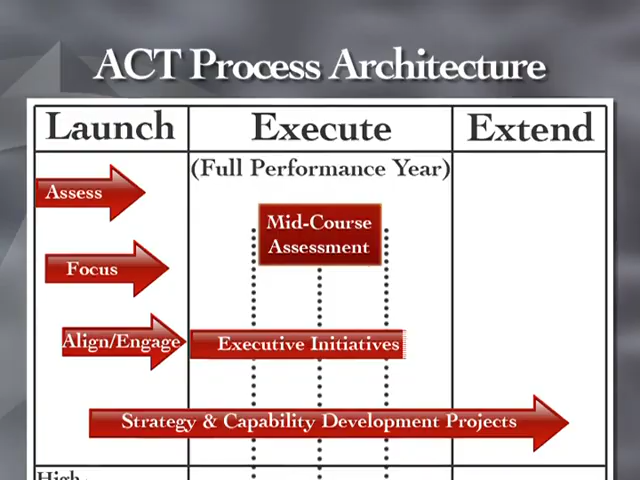 ACT Process Architecture
Launch
Execute
Extend
(Full Performance Year)
Assess
Mid-Course
Assessment
Focus
Align/Engage
Executive Initiatives
Strategy & Capability Development Projects
High